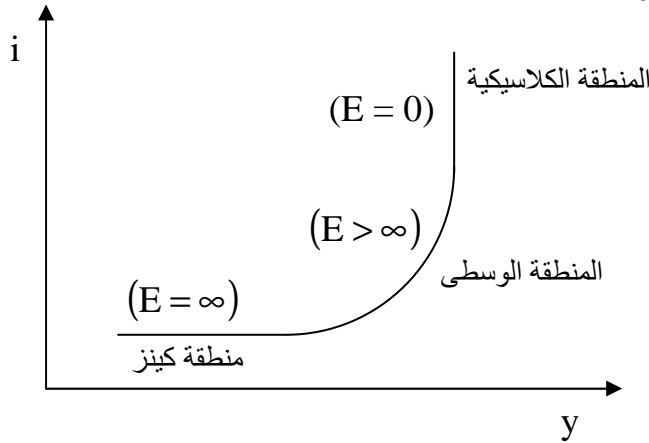 i
المنطقة الكلاسيكية
(E = 0)
(E > ∞)
المنطقة الوسطى
(E = ∞)
منطقة كينز
y